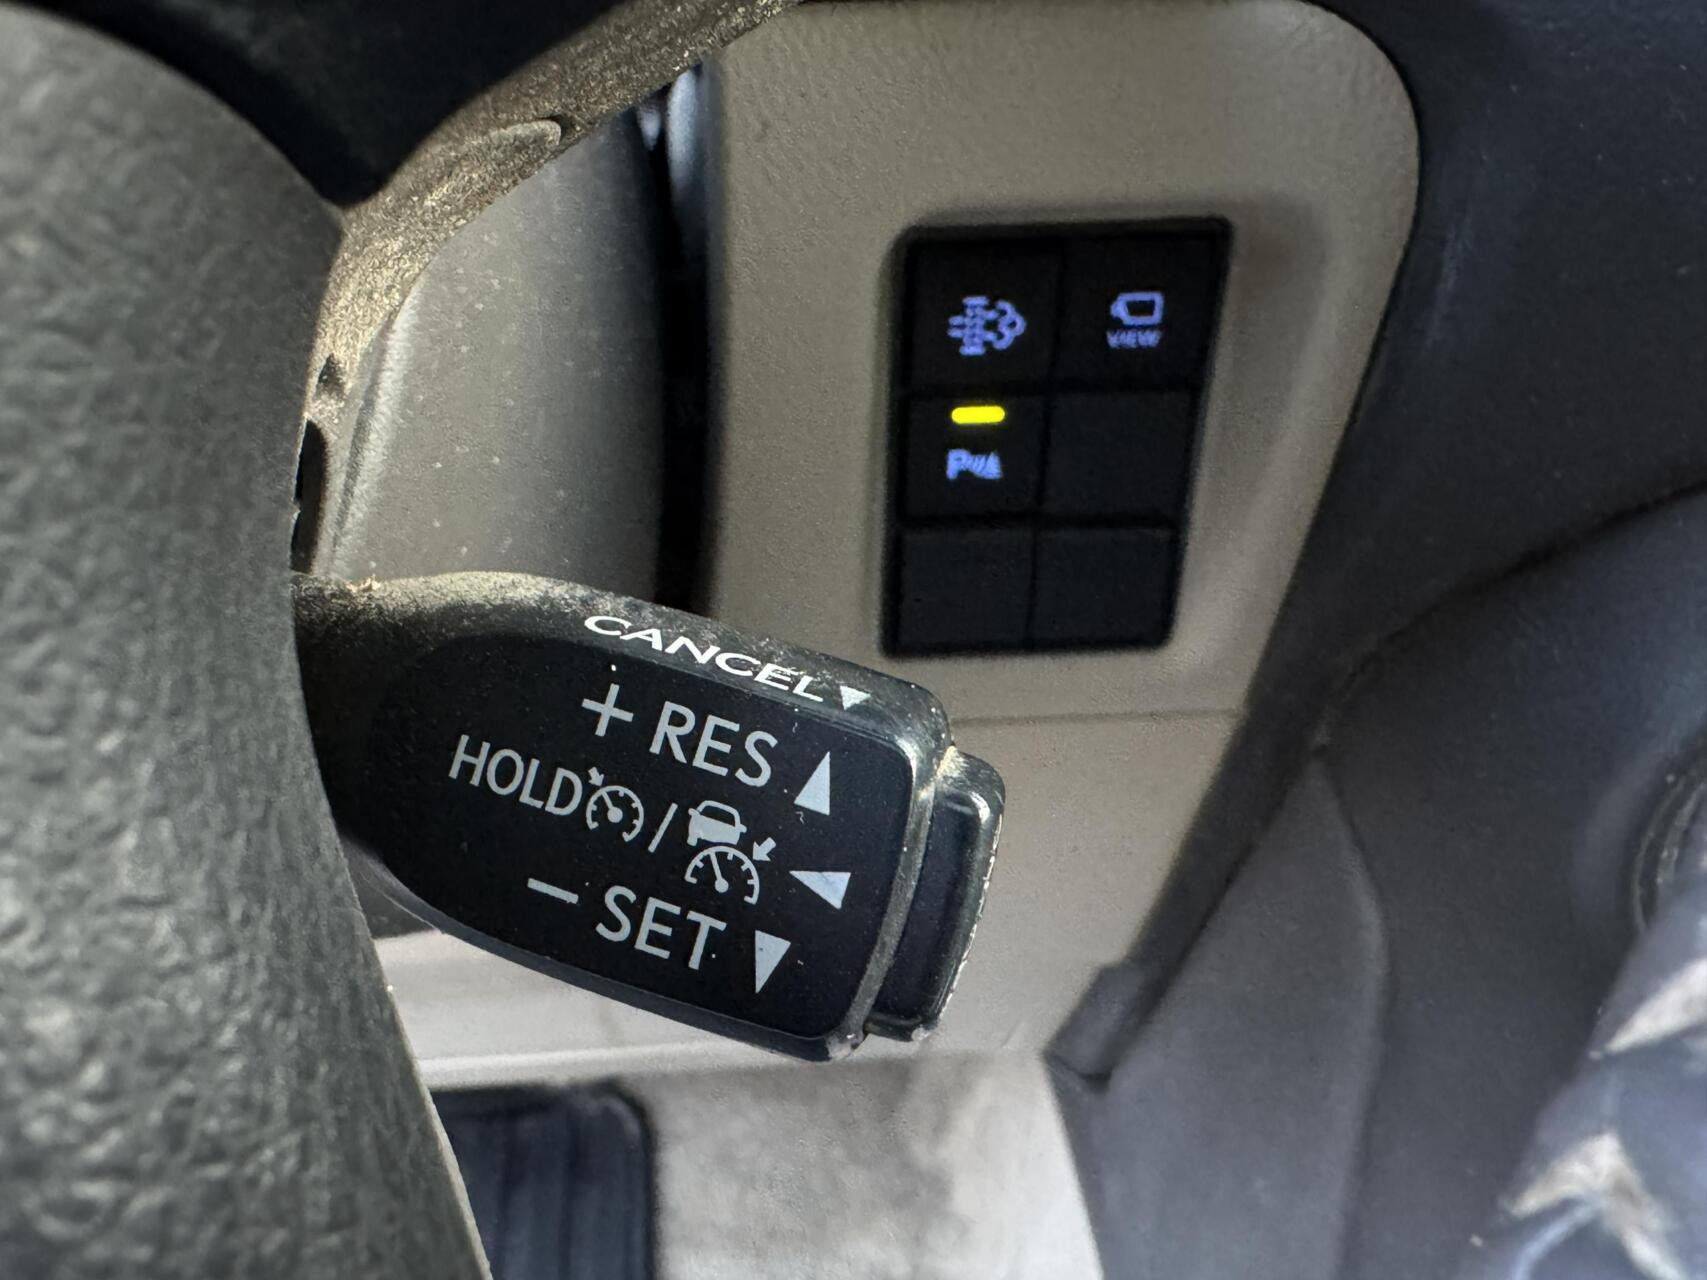 VIEW
P
CANCEL
+ RES
HOLD /
− SET